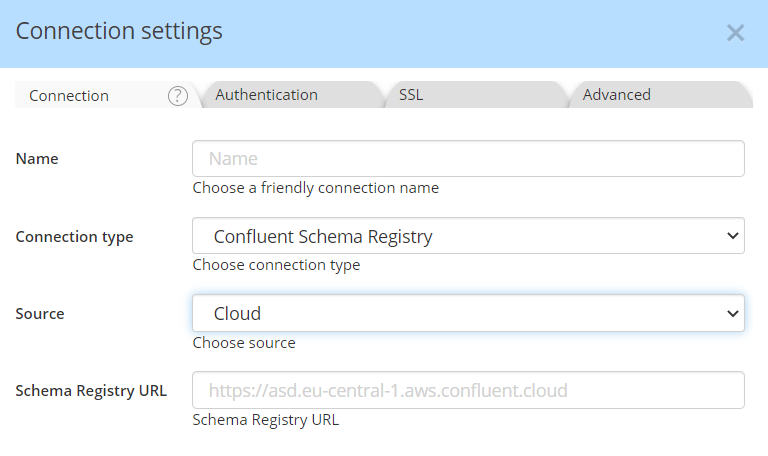 Connection settings
Connection ? Authentication SSL Advanced
Name Name
Choose a friendly connection name
Connection type Confluent Schema Registry
Choose connection type
Source Cloud
Choose source
Schema Registry URL https://asd.eu-central-1.aws.confluent.cloud
Schema Registry URL